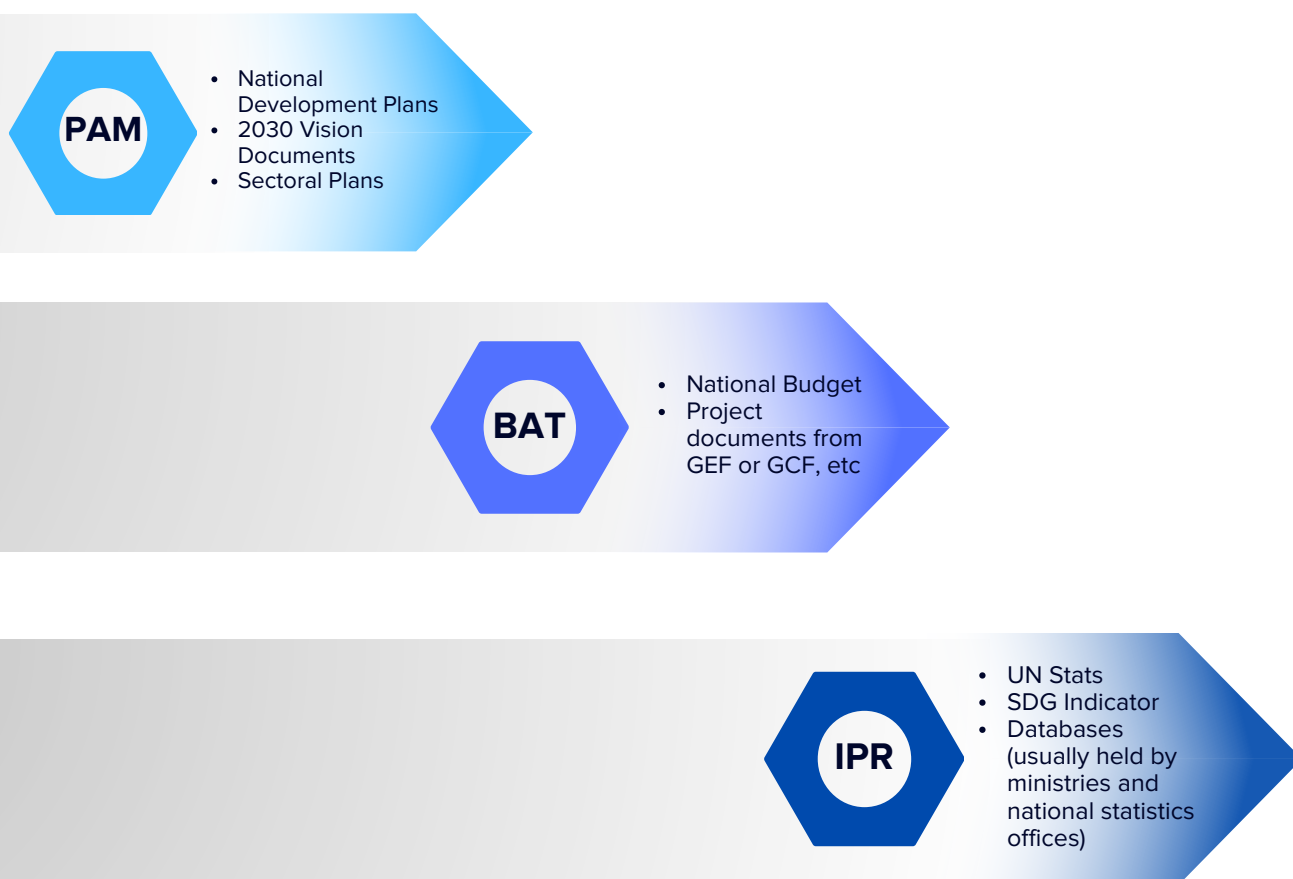 PAM
• National
Development Plans
• 2030 Vision
Documents
• Sectoral Plans
BAT
• National Budget
• Project
documents from
GEF or GCF, etc
IPR
• UN Stats
• SDG Indicator
• Databases
(usually held by
ministries and
national statistics
offices)